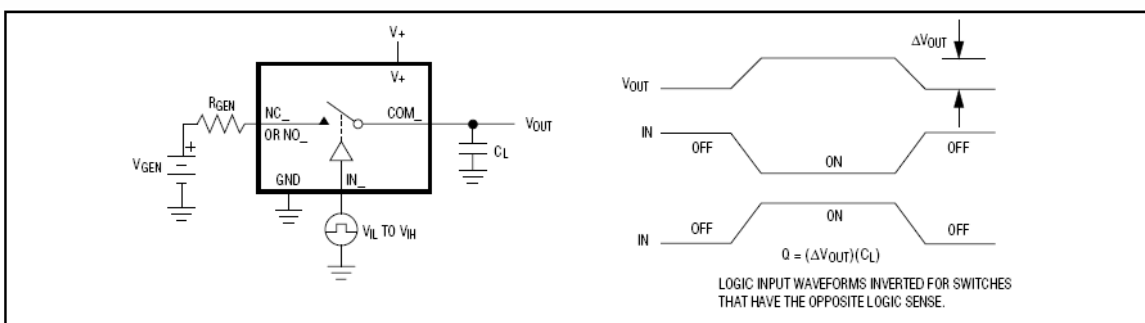 V+
V+
RGEN
NC_
OR NO_
COM_
VOUT
CL
VGEN
+
GND
IN_
VIL TO VIH
ΔVOUT
VOUT
IN
OFF
ON
OFF
IN
OFF
ON
OFF
Q = (ΔVOUT)(CL)
LOGIC INPUT WAVEFORMS INVERTED FOR SWITCHES
THAT HAVE THE OPPOSITE LOGIC SENSE.